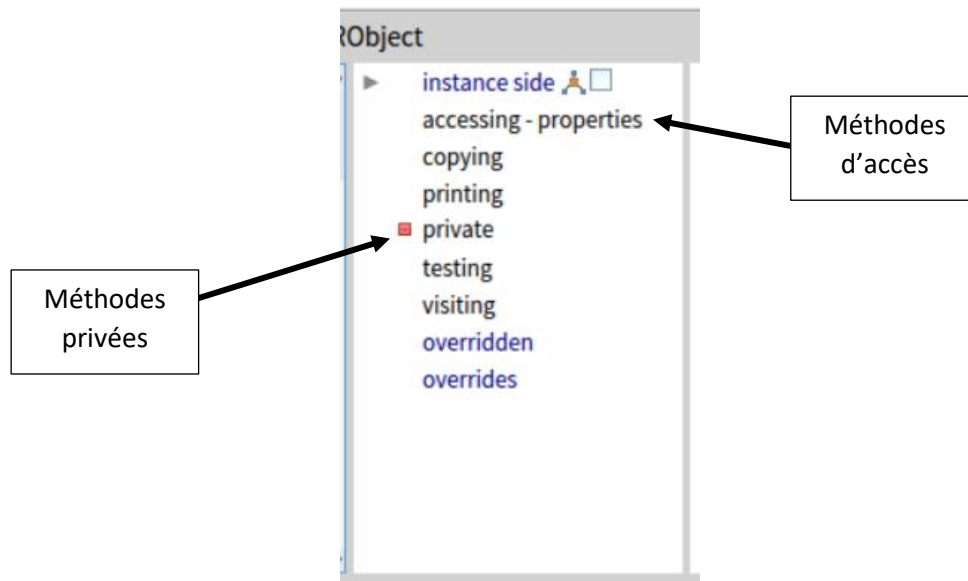 RObject
instance side
accessing - properties
copying
printing
private
testing
visiting
overridden
overrides
Méthodes
d’accès
Méthodes
privées